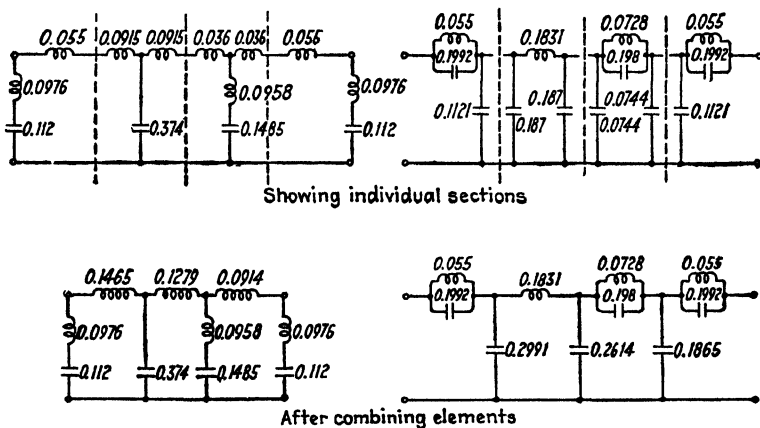 0.055 0.0915 0.0915 0.036 0.036 0.055
0.0976 0.0958 0.0976
0.112 0.374 0.1485 0.112
0.055 0.1831 0.0728 0.055
0.1992 0.198 0.1992
0.1121 0.187 0.0744 0.1121
0.187 0.0744
Showing individual sections
0.1465 0.1279 0.0914
0.0976 0.0958 0.0976
0.112 0.374 0.1485 0.112
0.055 0.1831 0.0728 0.055
0.1992 0.198 0.1992
0.2991 0.2614 0.1865
After combining elements